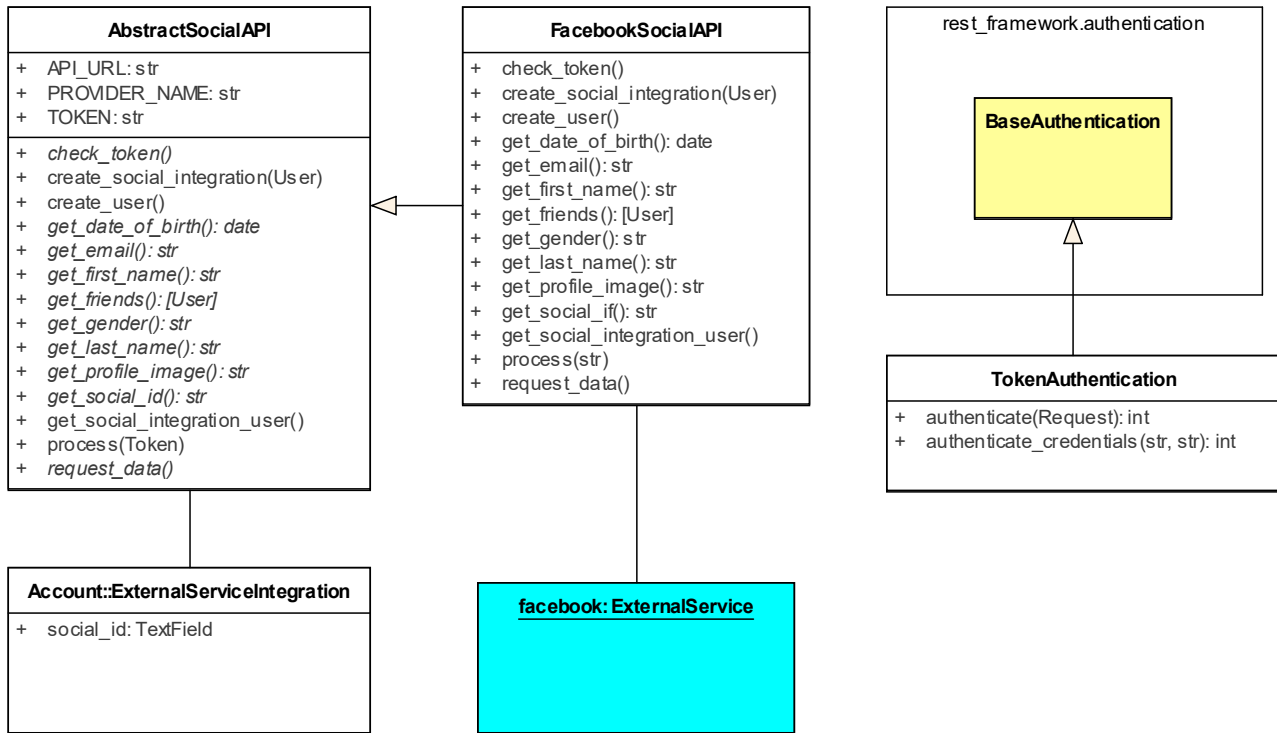 AbstractSocialAPI
+ API_URL: str
+ PROVIDER_NAME: str
+ TOKEN: str
+ check_token()
+ create_social_integration(User)
+ create_user()
+ get_date_of_birth(): date
+ get_email(): str
+ get_first_name(): str
+ get_friends(): [User]
+ get_gender(): str
+ get_last_name(): str
+ get_profile_image(): str
+ get_social_id(): str
+ get_social_integration_user()
+ process(Token)
+ request_data()
FacebookSocialAPI
+ check_token()
+ create_social_integration(User)
+ create_user()
+ get_date_of_birth(): date
+ get_email(): str
+ get_first_name(): str
+ get_friends(): [User]
+ get_gender(): str
+ get_last_name(): str
+ get_profile_image(): str
+ get_social_if(): str
+ get_social_integration_user()
+ process(str)
+ request_data()
rest_framework.authentication
BaseAuthentication
TokenAuthentication
+ authenticate(Request): int
+ authenticate_credentials(str, str): int
Account::ExternalServiceIntegration
+ social_id: TextField
facebook: ExternalService